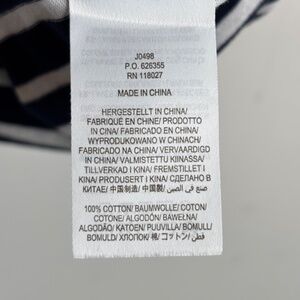 J0498
P.O. 626355
RN 118027
MADE IN CHINA
HERGESTELLT IN CHINA/
FABRIQUÉ EN CHINE/ PRODOTTO
IN CINA/ FABRICADO EN CHINA/
WYPRODUKOWANO W CHINACH/
FABRICADO NA CHINA/ VERVAARDIGD
IN CHINA/ VALMISTETTU KIINASSA/
TILLVERKAD I KINA/ FREMSTILLET I
KINA/ PRODUSERT I KINA/ СДЕЛАНО В
КИТАЕ/ 中国制造/ 中国製/ صنع في الصين
100% COTTON/ BAUMWOLLE/ COTON/
COTONE/ ALGODÓN/ BAWEŁNA/
ALGODÃO/ KATOEN/ PUUVILLA/ BOMULL/
BOMULD/ ХЛОПОК/ 棉/ コットン/ قطن